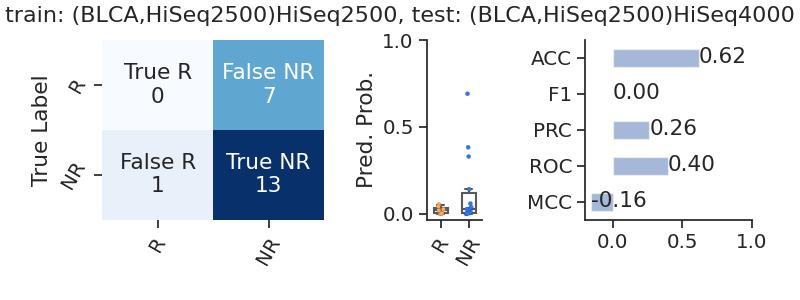 train: (BLCA,HiSeq2500)HiSeq2500, test: (BLCA,HiSeq2500)HiSeq4000
True Label
R
NR
True R
0
False NR
7
False R
1
True NR
13
R
NR
Pred. Prob.
1.0
0.5
0.0
R
NR
ACC
F1
PRC
ROC
MCC
0.62
0.00
0.26
0.40
-0.16
0.0
0.5
1.0